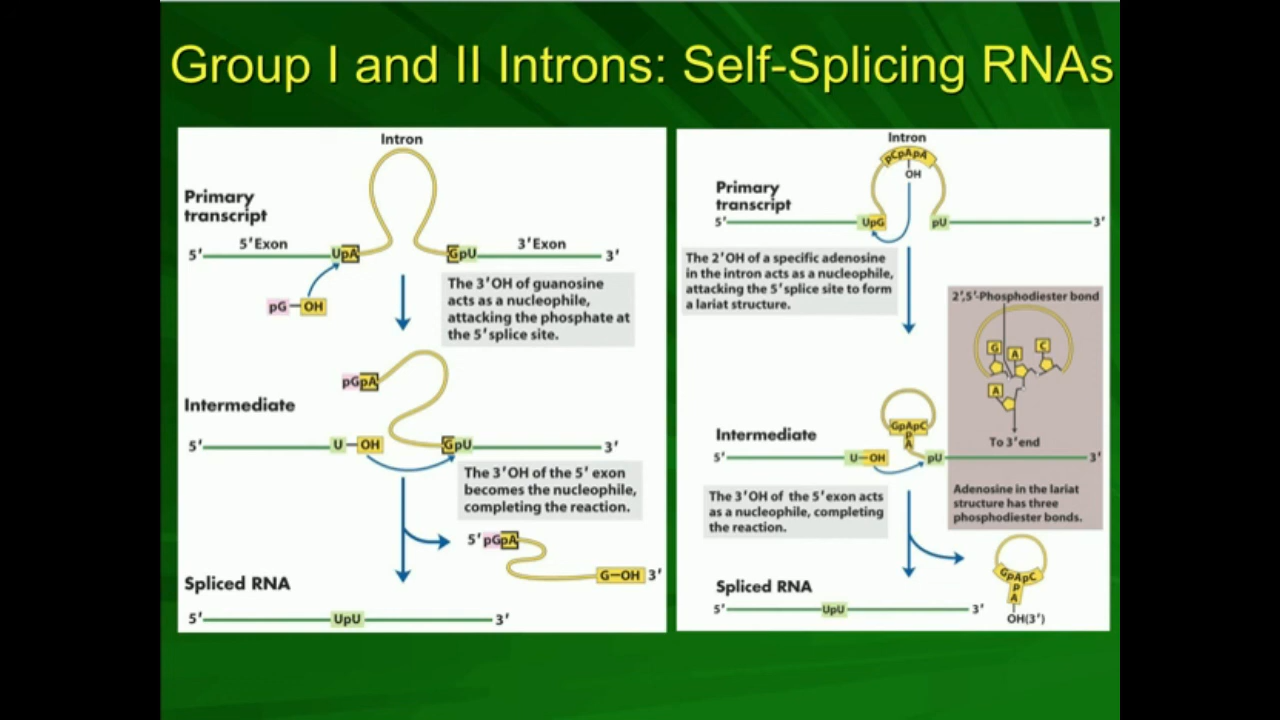 Group I and II Introns: Self-Splicing RNAs
Intron
Primary
transcript
5′Exon
3′Exon
5′
UpA
GpU
3′
pG
OH
The 3′OH of guanosine
acts as a nucleophile,
attacking the phosphate at
the 5′splice site.
pGpA
Intermediate
5′
U
OH
GpU
3′
The 3′OH of the 5′ exon
becomes the nucleophile,
completing the reaction.
5′
pGpA
G−OH
3′
Spliced RNA
5′
UpU
3′
Intron
pCpApA
OH
Primary
transcript
5′
UpG
pU
3′
The 2′OH of a specific adenosine
in the intron acts as a nucleophile,
attacking the 5′splice site to form
a lariat structure.
2′,5′-Phosphodiester bond
G
A
C
A
To 3′ end
Adenosine in the lariat
structure has three
phosphodiester bonds.
GpApC
p
A
Intermediate
5′
U−OH
pU
3′
The 3′OH of the 5′exon acts
as a nucleophile, completing
the reaction.
GpApC
p
A
OH(3′)
Spliced RNA
5′
UpU
3′